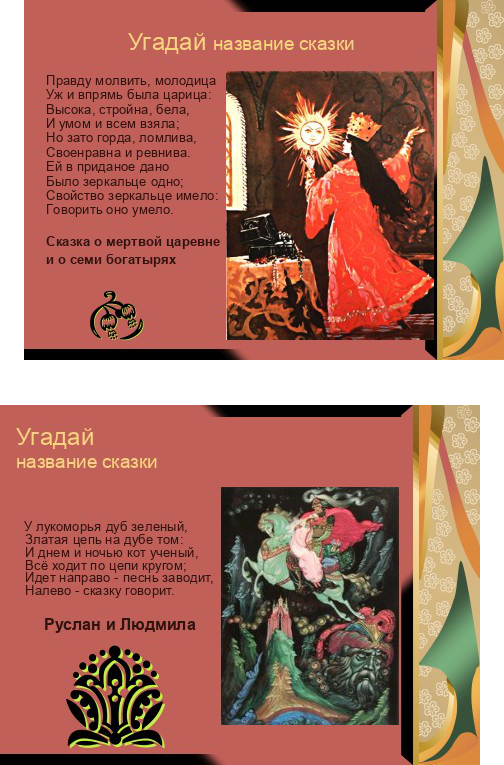 Угадай название сказки
Правду молвить, молодица
Уж и впрямь была царица:
Высока, стройна, бела,
И умом и всем взяла;
Но зато горда, ломлива,
Своенравна и ревнива.
Ей в приданое дано
Было зеркальце одно;
Свойство зеркальце имело:
Говорить оно умело.
Сказка о мертвой царевне
и о семи богатырях
Угадай
название сказки
У лукоморья дуб зеленый,
Златая цепь на дубе том:
И днем и ночью кот ученый,
Всё ходит по цепи кругом;
Идет направо - песнь заводит,
Налево - сказку говорит.
Руслан и Людмила